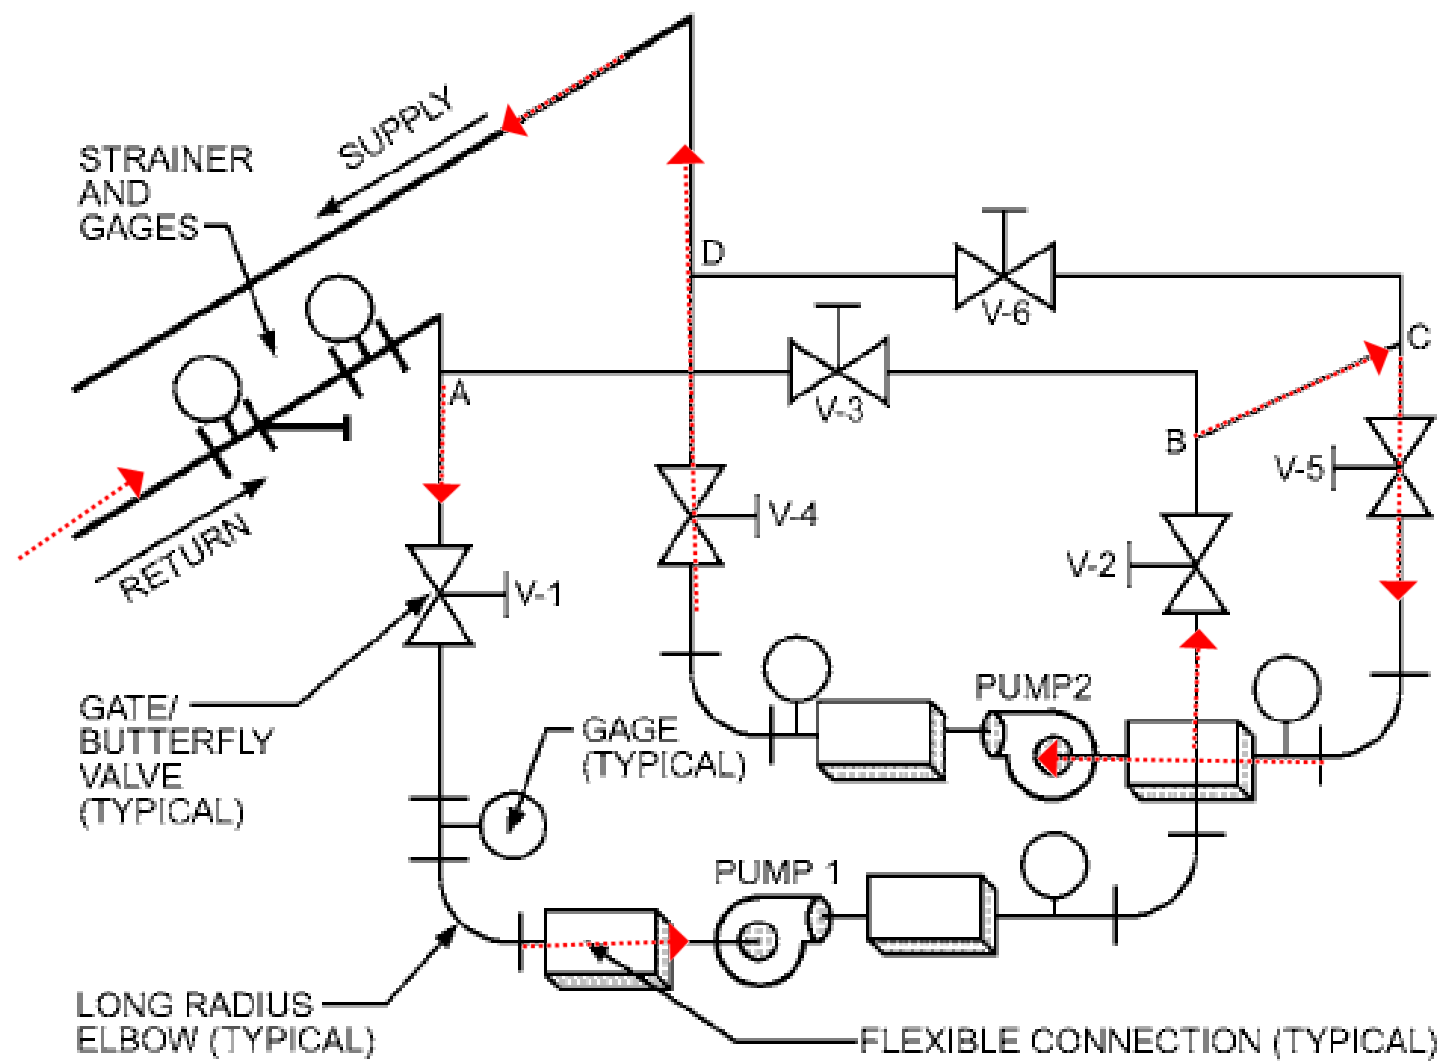 SUPPLY
STRAINER
AND
GAGES
D
V-6
C
A
V-3
B
V-5
V-4
RETURN
V-2
V-1
GATE/
BUTTERFLY
VALVE
(TYPICAL)
GAGE
(TYPICAL)
PUMP2
PUMP 1
LONG RADIUS
ELBOW (TYPICAL)
FLEXIBLE CONNECTION (TYPICAL)